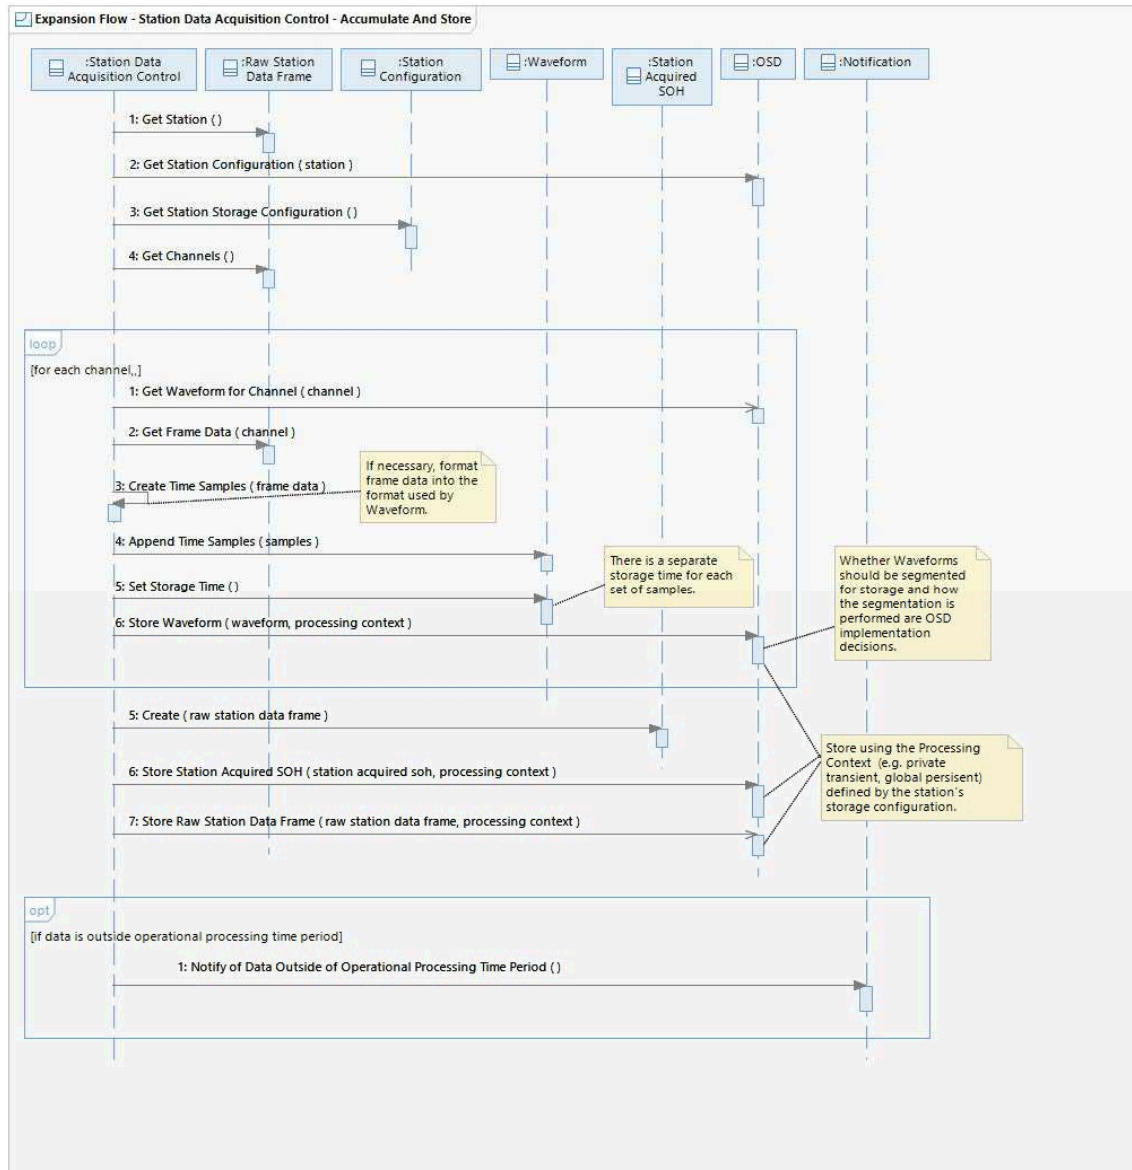 Expansion Flow - Station Data Acquisition Control - Accumulate And Store
:Station Data
Acquisition Control
:Raw Station
Data Frame
:Station
Configuration
:Waveform
:Station
Acquired
SOH
:OSD
:Notification
1: Get Station ( )
2: Get Station Configuration ( station )
3: Get Station Storage Configuration ( )
4: Get Channels ( )
loop
[for each channel,,]
1: Get Waveform for Channel ( channel )
2: Get Frame Data ( channel )
If necessary, format
frame data into the
format used by
Waveform.
3: Create Time Samples ( frame data )
4: Append Time Samples ( samples )
There is a separate
storage time for each
set of samples.
Whether Waveforms
should be segmented
for storage and how
the segmentation is
performed are OSD
implementation
decisions.
5: Set Storage Time ( )
6: Store Waveform ( waveform, processing context )
5: Create ( raw station data frame )
Store using the Processing
Context (e.g. private
transient, global persisent)
defined by the station's
storage configuration.
6: Store Station Acquired SOH ( station acquired soh, processing context )
7: Store Raw Station Data Frame ( raw station data frame, processing context )
opt
[if data is outside operational processing time period]
1: Notify of Data Outside of Operational Processing Time Period ( )